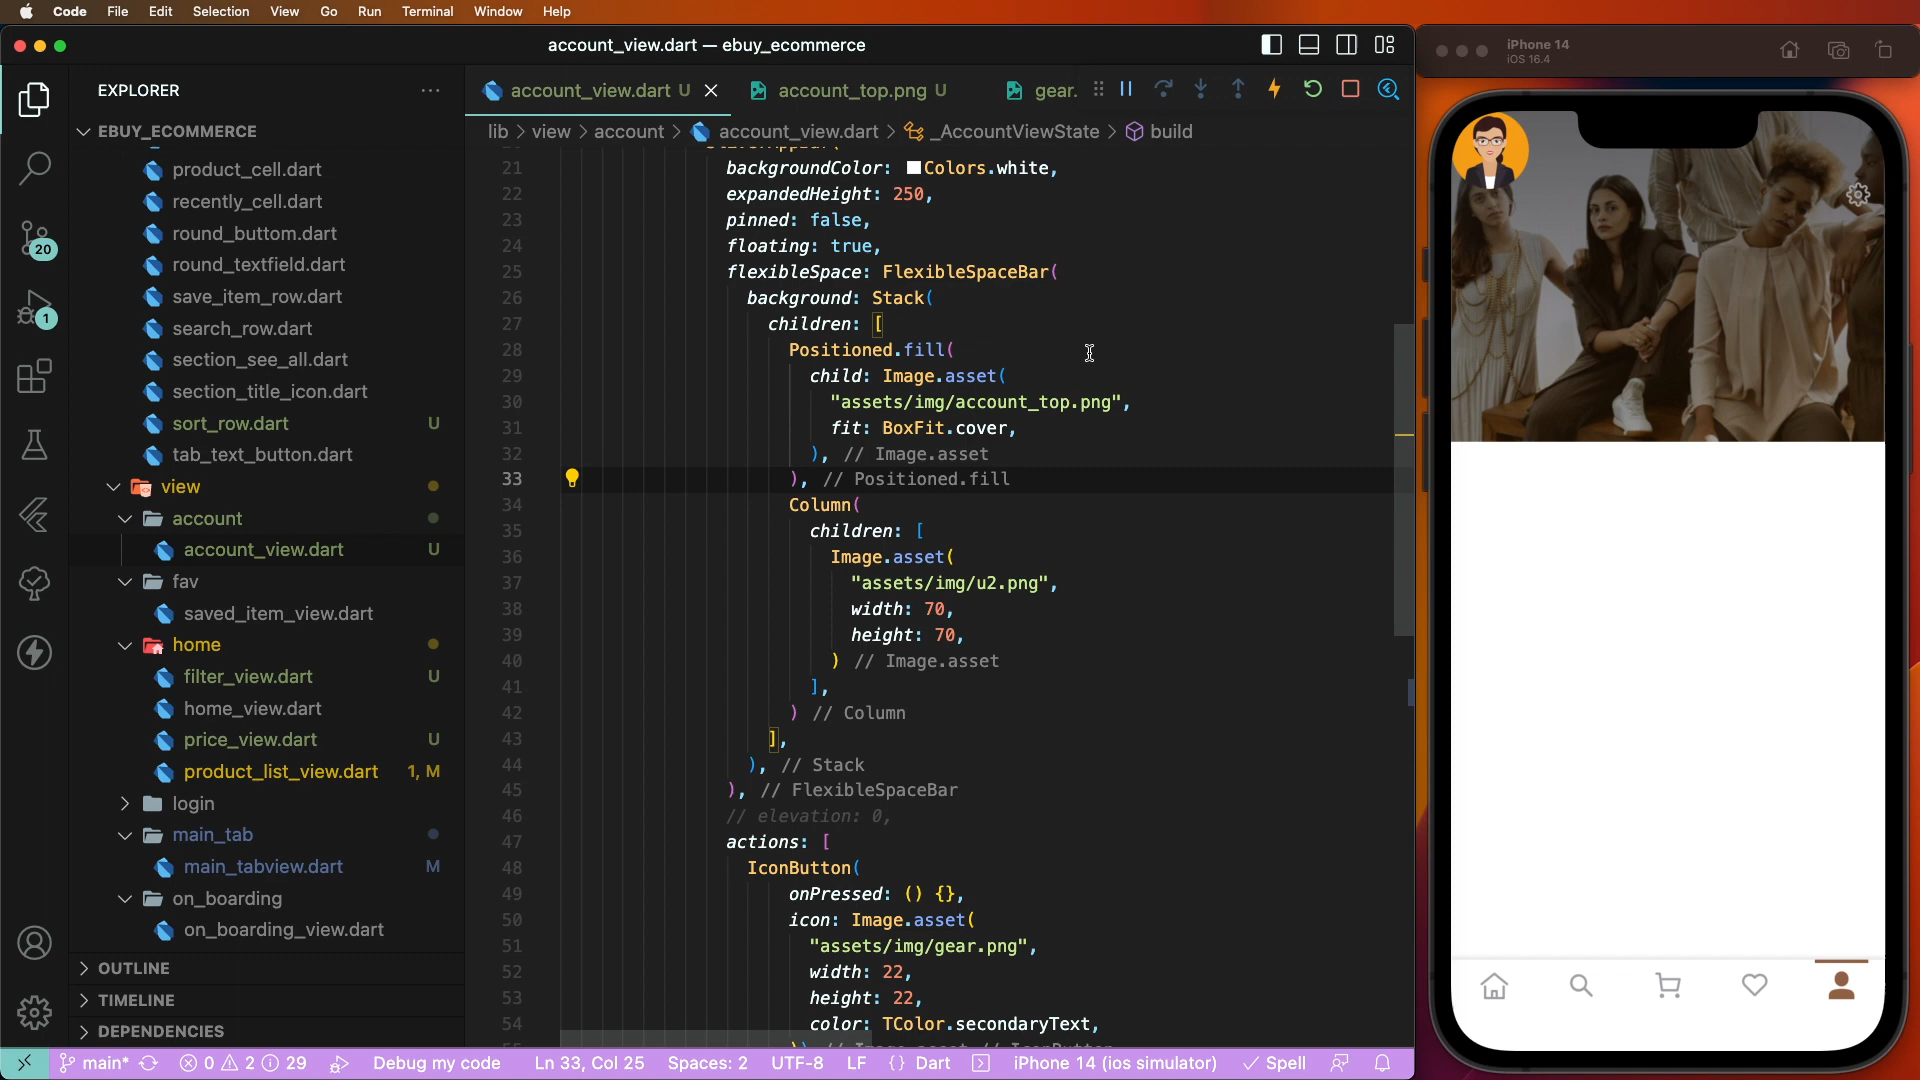 Code File Edit Selection View Go Run Terminal Window Help
account_view.dart — ebuy_ecommerce
iPhone 14
iOS 16.4
EXPLORER
account_view.dart U
account_top.png U
gear.
EBUY_ECOMMERCE
lib > view > account > account_view.dart > _AccountViewState > build
product_cell.dart
recently_cell.dart
round_buttom.dart
round_textfield.dart
save_item_row.dart
search_row.dart
section_see_all.dart
section_title_icon.dart
sort_row.dart U
tab_text_button.dart
view
account
account_view.dart U
fav
saved_item_view.dart
home
filter_view.dart U
home_view.dart
price_view.dart U
product_list_view.dart 1, M
login
main_tab
main_tabview.dart M
on_boarding
on_boarding_view.dart
OUTLINE
TIMELINE
DEPENDENCIES
20
1
21 backgroundColor: Colors.white,
22 expandedHeight: 250,
23 pinned: false,
24 floating: true,
25 flexibleSpace: FlexibleSpaceBar(
26 background: Stack(
27 children: [
28 Positioned.fill(
29 child: Image.asset(
30 "assets/img/account_top.png",
31 fit: BoxFit.cover,
32 ), // Image.asset
33 ), // Positioned.fill
34 Column(
35 children: [
36 Image.asset(
37 "assets/img/u2.png",
38 width: 70,
39 height: 70,
40 ) // Image.asset
41 ],
42 ) // Column
43 ],
44 ), // Stack
45 ), // FlexibleSpaceBar
46 // elevation: 0,
47 actions: [
48 IconButton(
49 onPressed: () {},
50 icon: Image.asset(
51 "assets/img/gear.png",
52 width: 22,
53 height: 22,
54 color: TColor.secondaryText,
main* 0 2 29 Debug my code Ln 33, Col 25 Spaces: 2 UTF-8 LF {} Dart iPhone 14 (ios simulator) Spell